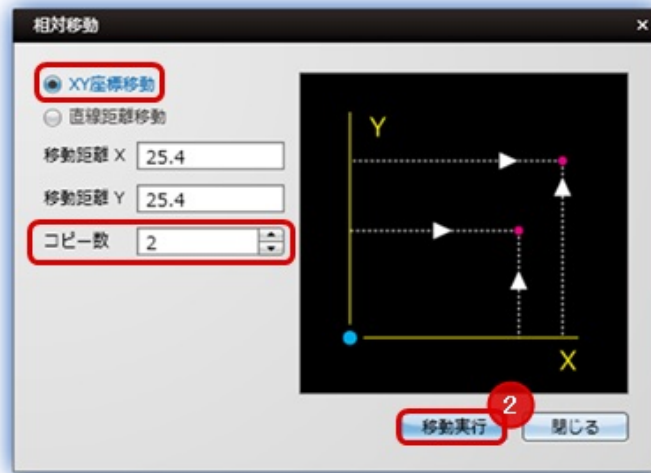 相対移動
×
XY座標移動
直線距離移動
移動距離 X 25.4
移動距離 Y 25.4
コピー数 2
Y
X
2
移動実行 閉じる